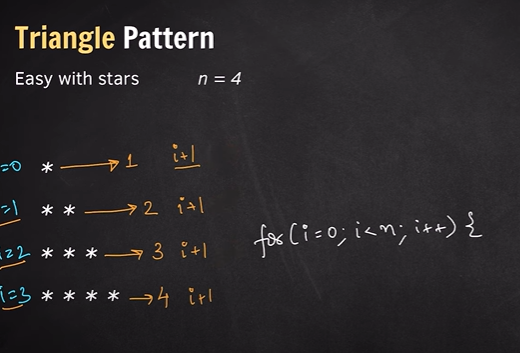 Triangle Pattern
Easy with stars n = 4
=0 * → 1 i+1
=1 * * → 2 i+1
i=2 * * * → 3 i+1
i=3 * * * * → 4 i+1
for(i=0; i<n; i++) {